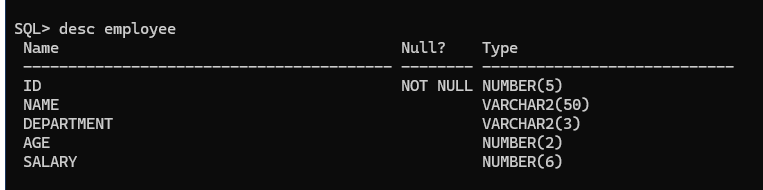 SQL> desc employee
Name Null? Type
----------------------------------------- -------- ----------------------------
ID NOT NULL NUMBER(5)
NAME VARCHAR2(50)
DEPARTMENT VARCHAR2(3)
AGE NUMBER(2)
SALARY NUMBER(6)